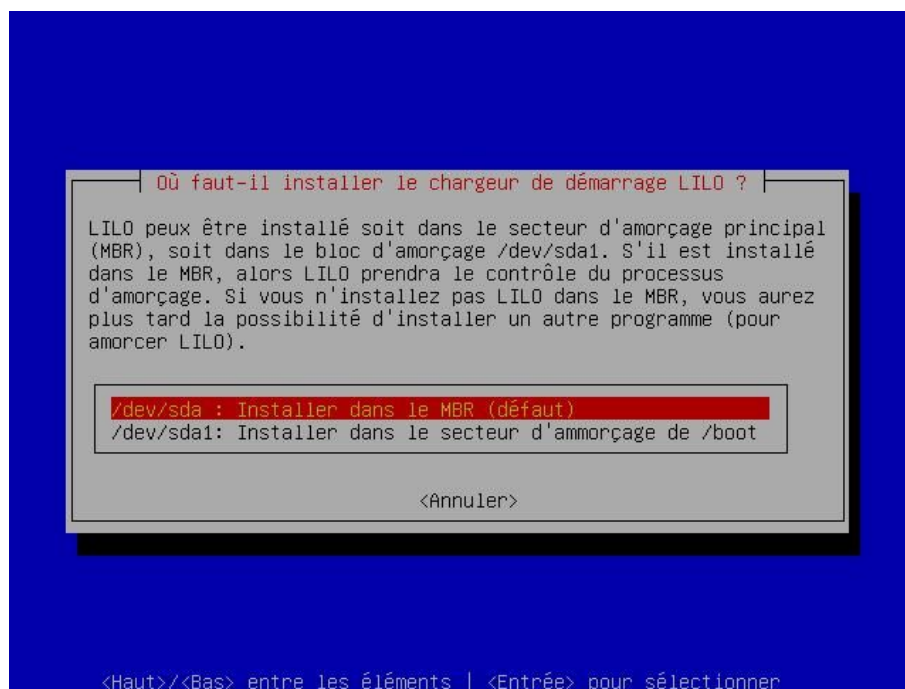 Où faut-il installer le chargeur de démarrage LILO ?
LILO peux être installé soit dans le secteur d'amorçage principal
(MBR), soit dans le bloc d'amorçage /dev/sda1. S'il est installé
dans le MBR, alors LILO prendra le contrôle du processus
d'amorçage. Si vous n'installez pas LILO dans le MBR, vous aurez
plus tard la possibilité d'installer un autre programme (pour
amorcer LILO).
/dev/sda : Installer dans le MBR (défaut)
/dev/sda1: Installer dans le secteur d'ammorçage de /boot
<Annuler>
<Haut>/<Bas> entre les éléments | <Entrée> pour sélectionner